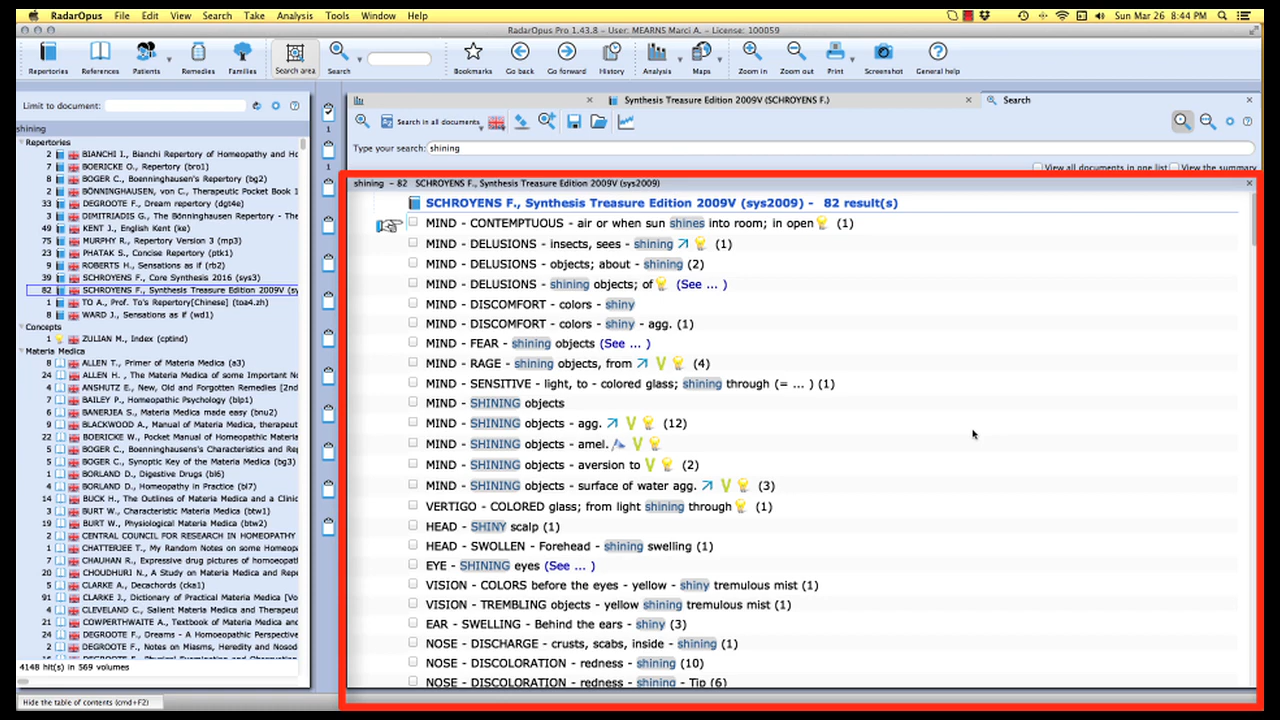 RadarOpus File Edit View Search Take Analysis Tools Window Help Sun Mar 26 8:44 PM
RadarOpus Pro 1.43.8 - User: MEARNS Marci A. - License: 100059
Repertories References Patients Remedies Families Search area Search Bookmarks Go back Go forward History Analysis Maps Zoom in Zoom out Print Screenshot General help
Limit to document:
Synthesis Treasure Edition 2009V (SCHROYENS F.) Search
Search in all documents
shining
Type your search: shining
View all documents in one list View the summary
Repertories
2 BIANCHI I., Bianchi Repertory of Homeopathy and Ho
7 BOERICKE O., Repertory (bro1)
8 BOGER C., Boenninghausen's Repertory (bg2)
2 BÖNNINGHAUSEN, von C., Therapeutic Pocket Book 1
33 DEGROOTE F., Dream repertory (dgt4e)
3 DIMITRIADIS G., The Bönninghausen Repertory - The
49 KENT J., English Kent (ke)
75 MURPHY R., Repertory Version 3 (mp3)
23 PHATAK S., Concise Repertory (ptk1)
9 ROBERTS H., Sensations as if (rb2)
39 SCHROYENS F., Core Synthesis 2016 (sys3)
82 SCHROYENS F., Synthesis Treasure Edition 2009V (sy
1 TO A., Prof. To's Repertory[Chinese] (toa4.zh)
8 WARD J., Sensations as if (wd1)
Concepts
1 ZULIAN M., Index (cptind)
Materia Medica
8 ALLEN T., Primer of Materia Medica (a3)
24 ALLEN H. , The Materia Medica of some Important No
4 ANSHUTZ E., New, Old and Forgotten Remedies [2nd
7 BAILEY P., Homeopathic Psychology (blp1)
6 BANERJEA S., Materia Medica made easy (bnu2)
9 BLACKWOOD A., Manual of Materia Medica, therapeut
22 BOERICKE W., Pocket Manual of Homeopathic Materia
5 BOGER C., Boenninghausen's Characteristics and Rep
5 BOGER C., Synoptic Key of the Materia Medica (bg3)
1 BORLAND D., Digestive Drugs (bl6)
4 BORLAND D., Homeopathy in Practice (bl7)
14 BUCK H., The Outlines of Materia Medica and a Clinic
3 BURT W., Characteristic Materia Medica (btw1)
19 BURT W., Physiological Materia Medica (btw2)
2 CENTRAL COUNCIL FOR RESEARCH IN HOMEOPATHY
1 CHATTERJEE T., My Random Notes on some Homeop
7 CHAUHAN R., Expressive drug pictures of homoeopat
20 CHOUDHURI N., A Study on Materia Medica and Repe
5 CLARKE A., Decachords (cka1)
91 CLARKE J., Dictionary of Practical Materia Medica [Vo
4 CLEVELAND C., Salient Materia Medica and Therapeut
21 COWPERTHWAITE A., Textbook of Materia Medica and
24 DEGROOTE F., Dreams - A Homoeopathic Perspective
2 DEGROOTE F., Notes on Miasms, Heredity and Nosod
4148 hit(s) in 569 volumes
Hide the table of contents (cmd+F2)
1
1
shining - 82 SCHROYENS F., Synthesis Treasure Edition 2009V (sys2009)
SCHROYENS F., Synthesis Treasure Edition 2009V (sys2009) - 82 result(s)
MIND - CONTEMPTUOUS - air or when sun shines into room; in open (1)
MIND - DELUSIONS - insects, sees - shining (1)
MIND - DELUSIONS - objects; about - shining (2)
MIND - DELUSIONS - shining objects; of (See ... )
MIND - DISCOMFORT - colors - shiny
MIND - DISCOMFORT - colors - shiny - agg. (1)
MIND - FEAR - shining objects (See ... )
MIND - RAGE - shining objects, from (4)
MIND - SENSITIVE - light, to - colored glass; shining through (= ... ) (1)
MIND - SHINING objects
MIND - SHINING objects - agg. (12)
MIND - SHINING objects - amel.
MIND - SHINING objects - aversion to (2)
MIND - SHINING objects - surface of water agg. (3)
VERTIGO - COLORED glass; from light shining through (1)
HEAD - SHINY scalp (1)
HEAD - SWOLLEN - Forehead - shining swelling (1)
EYE - SHINING eyes (See ... )
VISION - COLORS before the eyes - yellow - shiny tremulous mist (1)
VISION - TREMBLING objects - yellow shining tremulous mist (1)
EAR - SWELLING - Behind the ears - shiny (3)
NOSE - DISCHARGE - crusts, scabs, inside - shining (1)
NOSE - DISCOLORATION - redness - shining (10)
NOSE - DISCOLORATION - redness - shining - Tip (6)